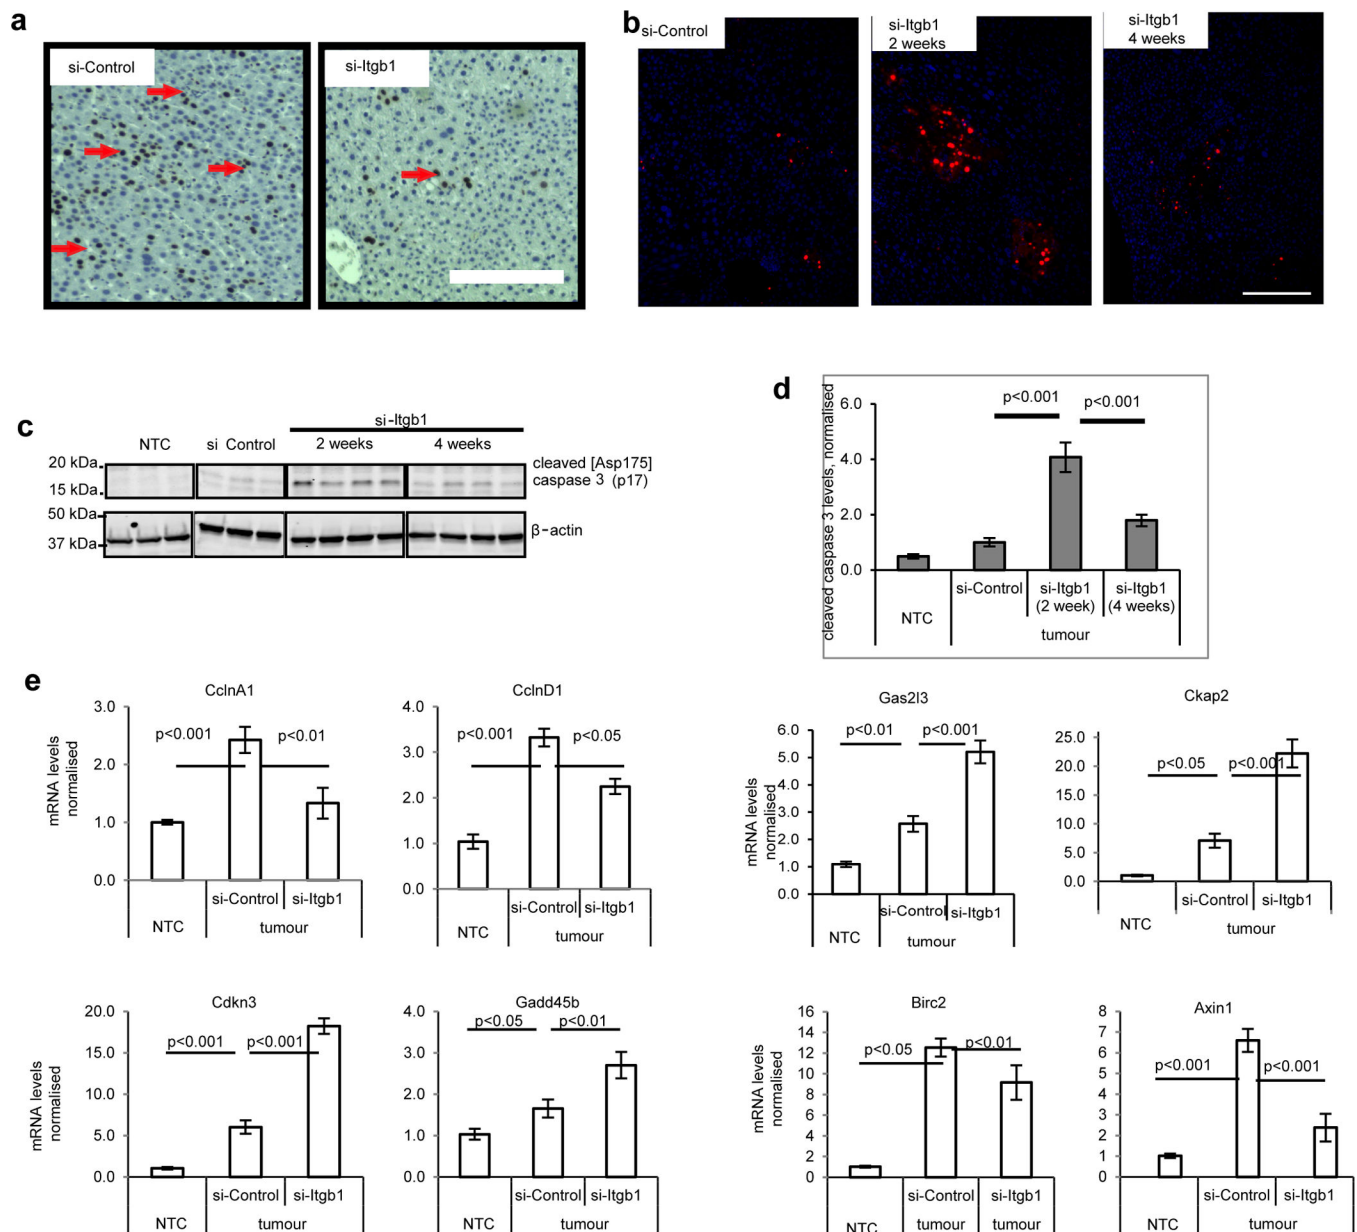 a
si-Control
si-Itgb1
b
si-Control
si-Itgb1
2 weeks
si-Itgb1
4 weeks
c
si-Itgb1
NTC
si Control
2 weeks
4 weeks
20 kDa
15 kDa
cleaved [Asp175]
caspase 3 (p17)
50 kDa
37 kDa
β-actin
d
cleaved caspase 3 levels, normalised
6.0
4.0
2.0
0.0
p<0.001
p<0.001
NTC
si-Control
si-Itgb1
(2 week)
si-Itgb1
(4 weeks)
tumour
e
CclnA1
mRNA levels
normalised
3.0
2.0
1.0
0.0
p<0.001
p<0.01
si-Control
si-Itgb1
NTC
tumour
CclnD1
4.0
3.0
2.0
1.0
0.0
p<0.001
p<0.05
si-Control
si-Itgb1
NTC
tumour
Gas2l3
mRNA levels
normalised
6.0
5.0
4.0
3.0
2.0
1.0
0.0
p<0.01
p<0.001
si-Control
si-Itgb1
NTC
tumour
Ckap2
25.0
20.0
15.0
10.0
5.0
0.0
p<0.05
p<0.001
si-Control
si-Itgb1
NTC
tumour
Cdkn3
mRNA levels
normalised
20.0
15.0
10.0
5.0
0.0
p<0.001
p<0.001
si-Control
si-Itgb1
NTC
tumour
Gadd45b
4.0
3.0
2.0
1.0
0.0
p<0.05
p<0.01
si-Control
si-Itgb1
NTC
tumour
Birc2
mRNA levels
normalised
16
14
12
10
8
6
4
2
0
p<0.05
p<0.01
si-Control
si-Itgb1
NTC
tumour
tumour
Axin1
8
7
6
5
4
3
2
1
0
p<0.001
p<0.001
si-Control
si-Itgb1
NTC
tumour